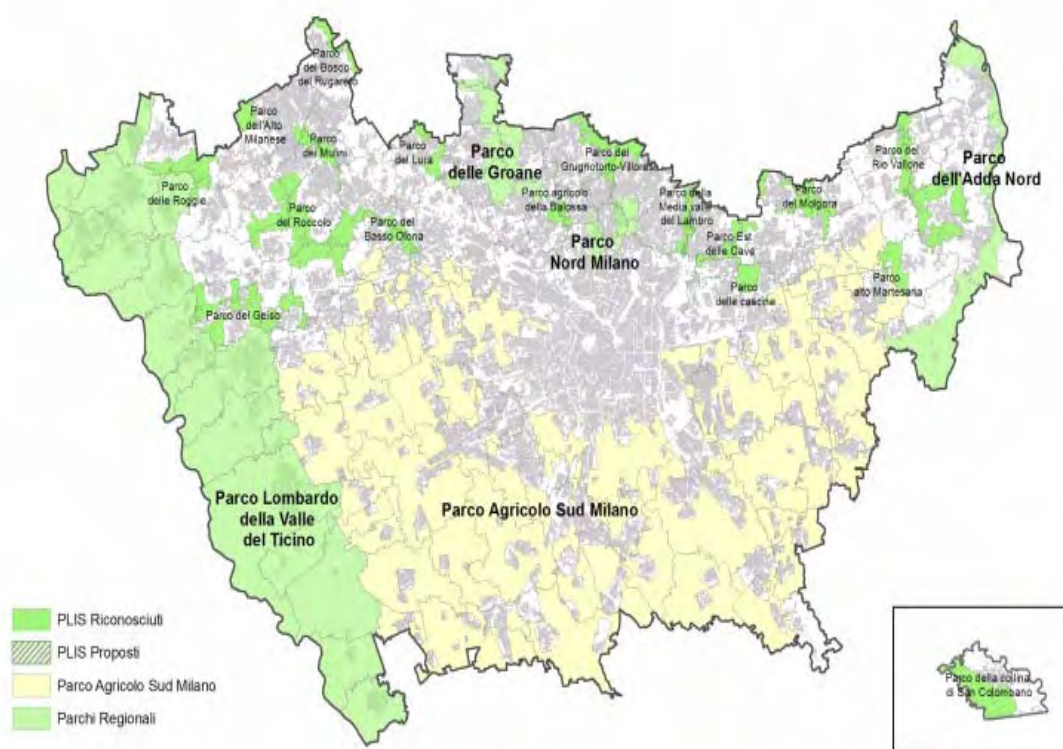 Parco
del Bosco
del Rugareto
Parco
dell'Alto
Milanese
Parco
dei Mulini
Parco
del Lura
Parco
delle Groane
Parco del
Grugnotorto-Villoresi
Parco agricolo
della Balossa
Parco della
Media valle
del Lambro
Parco
Nord Milano
Parco Est
delle Cave
Parco
delle cascine
Parco
del Molgora
Parco del
Rio Vallone
Parco
dell'Adda Nord
Parco
alto Martesana
Parco
delle Roggie
Parco
del Roccolo
Parco del
Basso Olona
Parco del Gelso
Parco Lombardo
della Valle
del Ticino
Parco Agricolo Sud Milano
PLIS Riconosciuti
PLIS Proposti
Parco Agricolo Sud Milano
Parchi Regionali
Parco della collina
di San Colombano